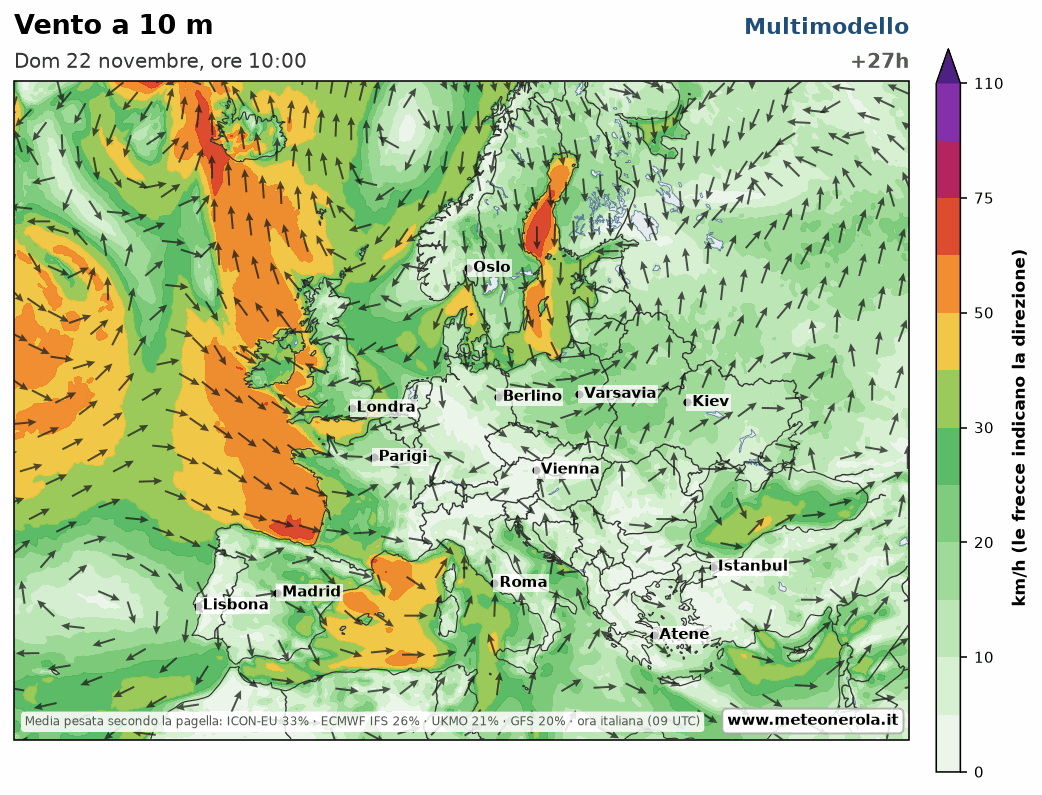 Vento a 10 m
Multimodello
Dom 22 novembre, ore 10:00
+27h
110
75
50
30
20
10
0
km/h (le frecce indicano la direzione)
Oslo
Londra
Berlino
Varsavia
Kiev
Parigi
Vienna
Madrid
Lisbona
Roma
Istanbul
Atene
Media pesata secondo la pagella: ICON-EU 33% · ECMWF IFS 26% · UKMO 21% · GFS 20% · ora italiana (09 UTC)
www.meteonerola.it